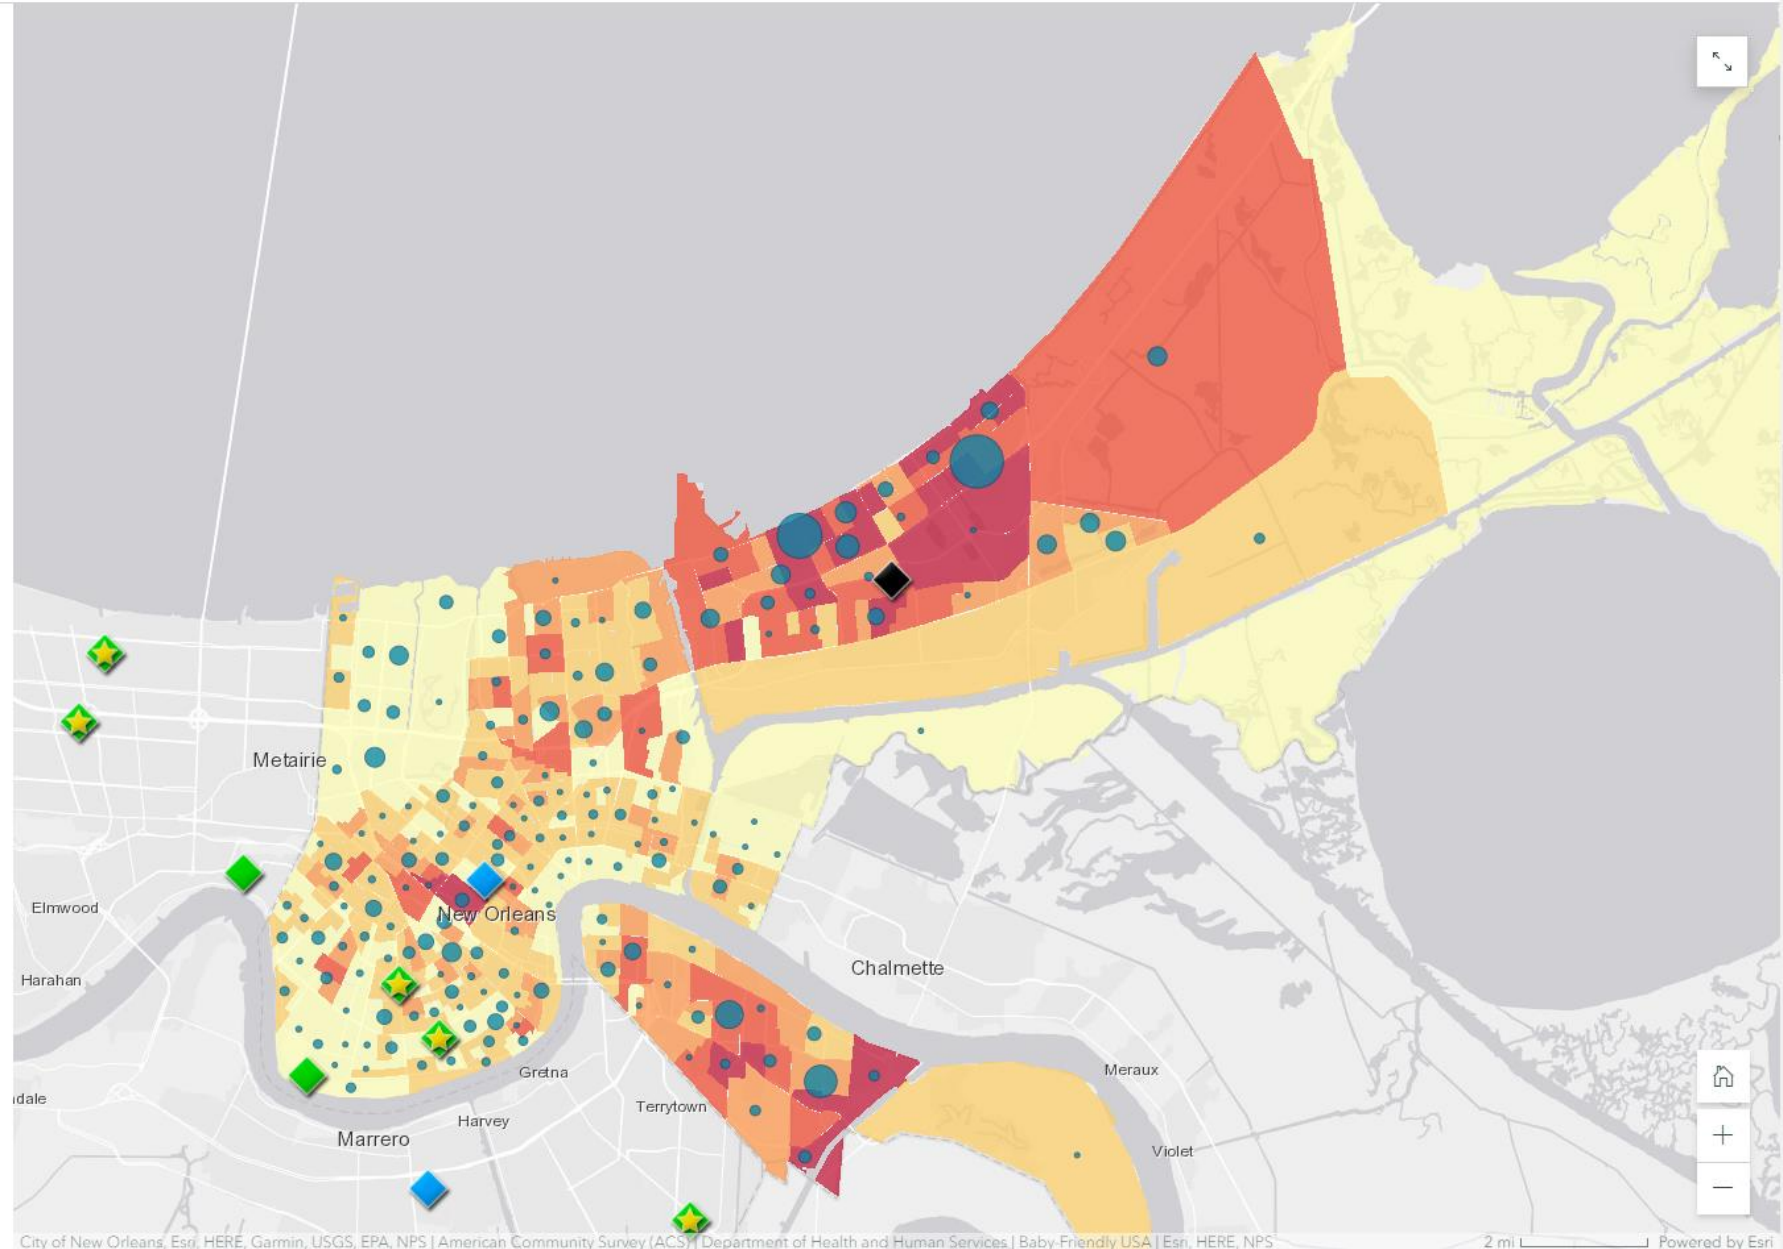 Metairie
New Orleans
Elmwood
Harahan
Chalmette
Gretna
Meraux
ndale
Terrytown
Harvey
Marrero
Violet
City of New Orleans, Esri, HERE, Garmin, USGS, EPA, NPS | American Community Survey (ACS) | Department of Health and Human Services | Baby-Friendly USA | Esri, HERE, NPS
2 mi
Powered by Esri